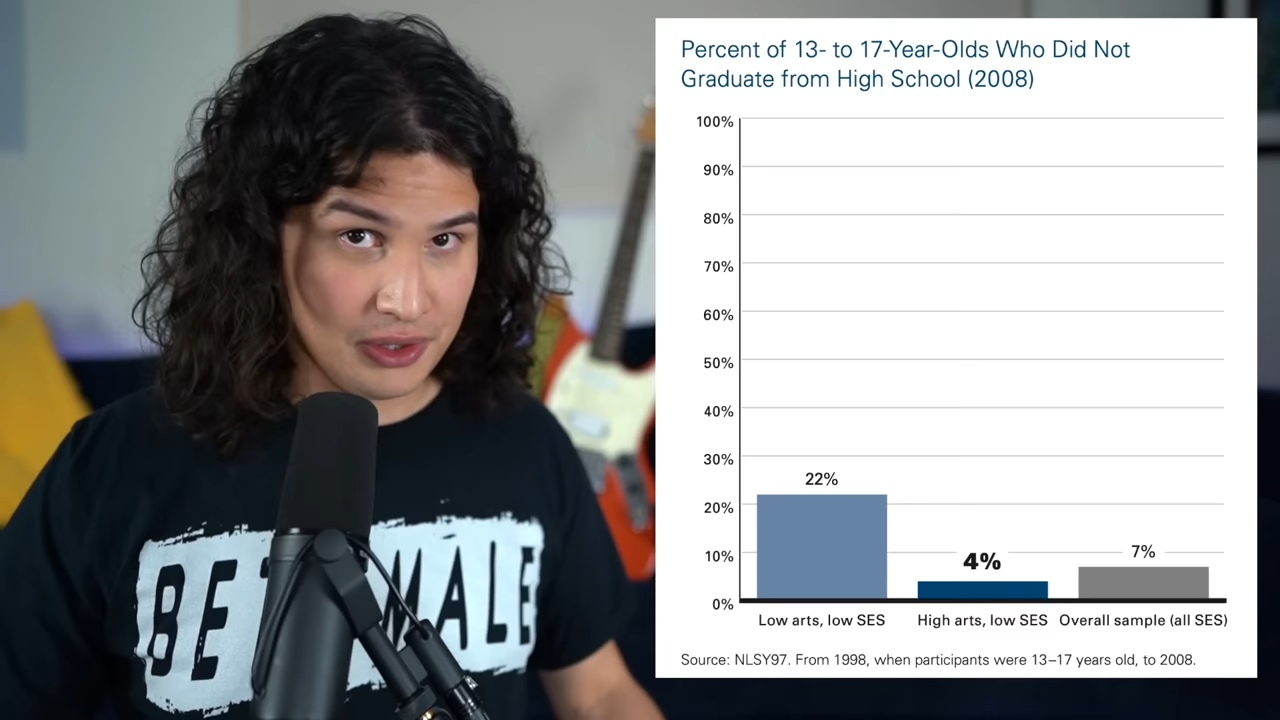 Percent of 13- to 17-Year-Olds Who Did Not
Graduate from High School (2008)
100%
90%
80%
70%
60%
50%
40%
30%
20%
10%
0%
22%
4%
7%
Low arts, low SES
High arts, low SES
Overall sample (all SES)
Source: NLSY97. From 1998, when participants were 13–17 years old, to 2008.
MALE